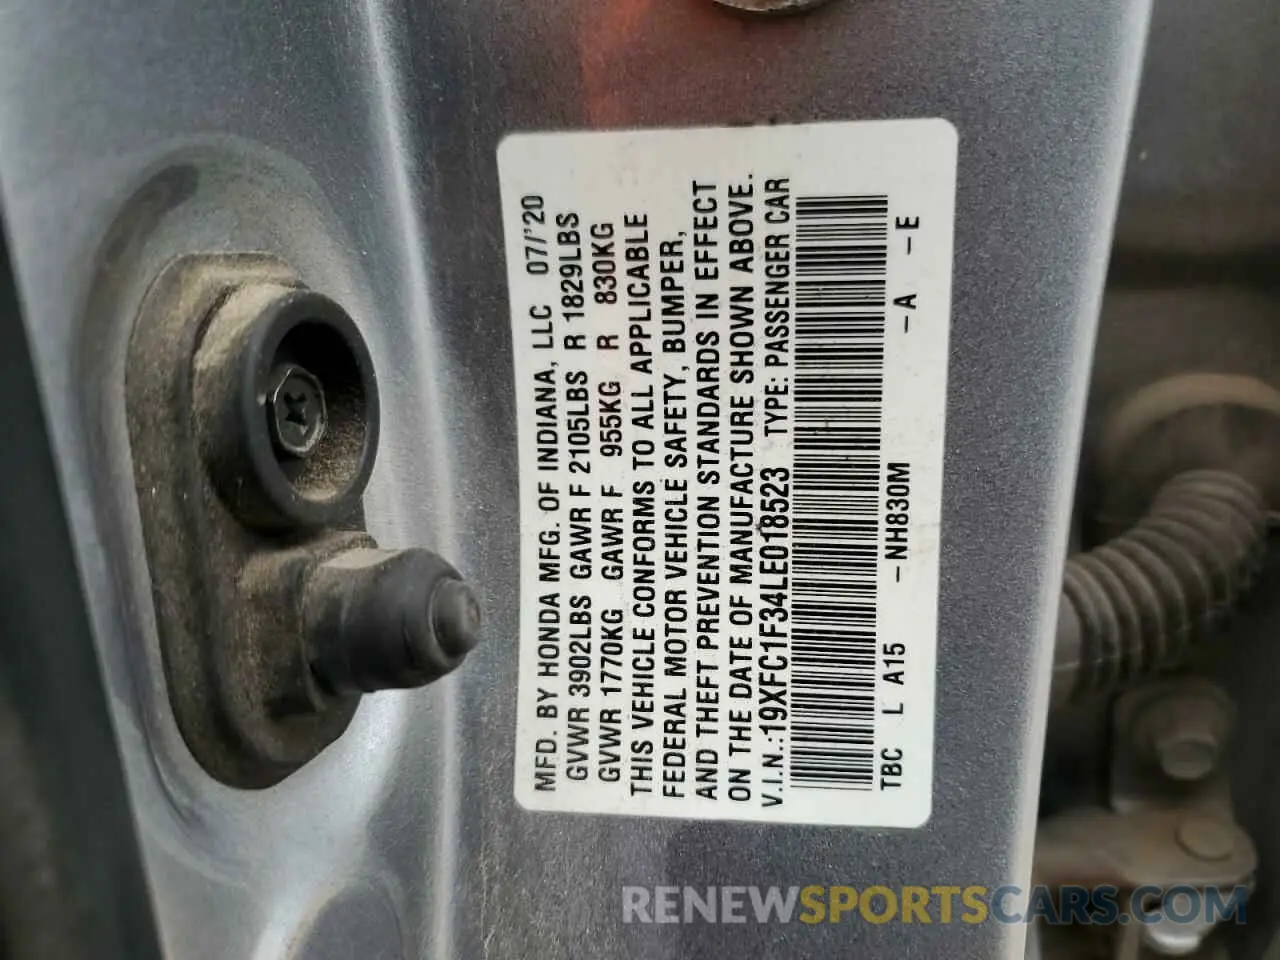 MFD. BY HONDA MFG. OF INDIANA, LLC 07/'20
GVWR 3902LBS GAWR F 2105LBS R 1829LBS
GVWR 1770KG GAWR F 955KG R 830KG
THIS VEHICLE CONFORMS TO ALL APPLICABLE
FEDERAL MOTOR VEHICLE SAFETY, BUMPER,
AND THEFT PREVENTION STANDARDS IN EFFECT
ON THE DATE OF MANUFACTURE SHOWN ABOVE.
V.I.N.:19XFC1F34LE018523 TYPE: PASSENGER CAR
TBC L A15 -NH830M -A -E
RENEWSPORTSCARS.COM